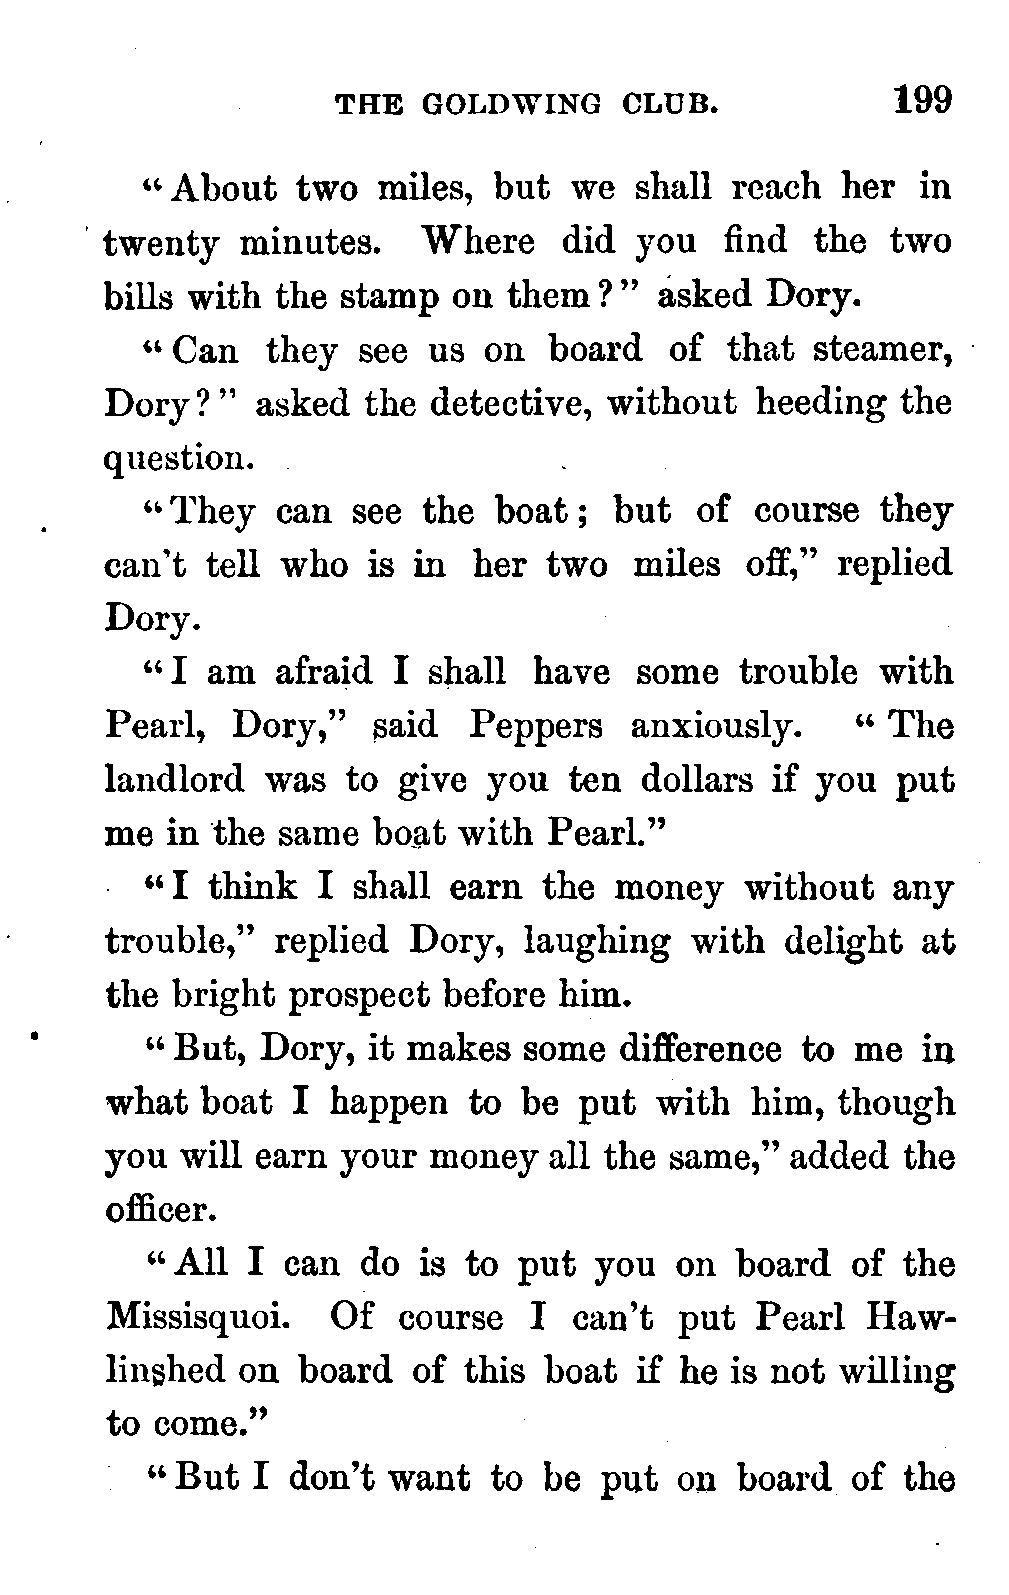 THE GOLDWING CLUB. 199
“About two miles, but we shall reach her in
twenty minutes. Where did you find the two
bills with the stamp on them?” asked Dory.
“Can they see us on board of that steamer,
Dory?” asked the detective, without heeding the
question.
“They can see the boat; but of course they
can't tell who is in her two miles off,” replied
Dory.
“I am afraid I shall have some trouble with
Pearl, Dory,” said Peppers anxiously. “The
landlord was to give you ten dollars if you put
me in the same boat with Pearl.”
“I think I shall earn the money without any
trouble,” replied Dory, laughing with delight at
the bright prospect before him.
“But, Dory, it makes some difference to me in
what boat I happen to be put with him, though
you will earn your money all the same,” added the
officer.
“All I can do is to put you on board of the
Missisquoi. Of course I can't put Pearl Haw-
linshed on board of this boat if he is not willing
to come.”
“But I don't want to be put on board of the